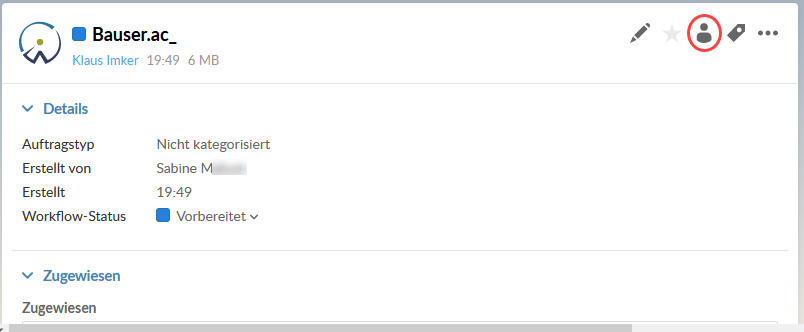 Bauser.ac_
Klaus Imker 19:49 6 MB
Details
Auftragstyp Nicht kategorisiert
Erstellt von Sabine
Erstellt 19:49
Workflow-Status Vorbereitet
Zugewiesen
Zugewiesen